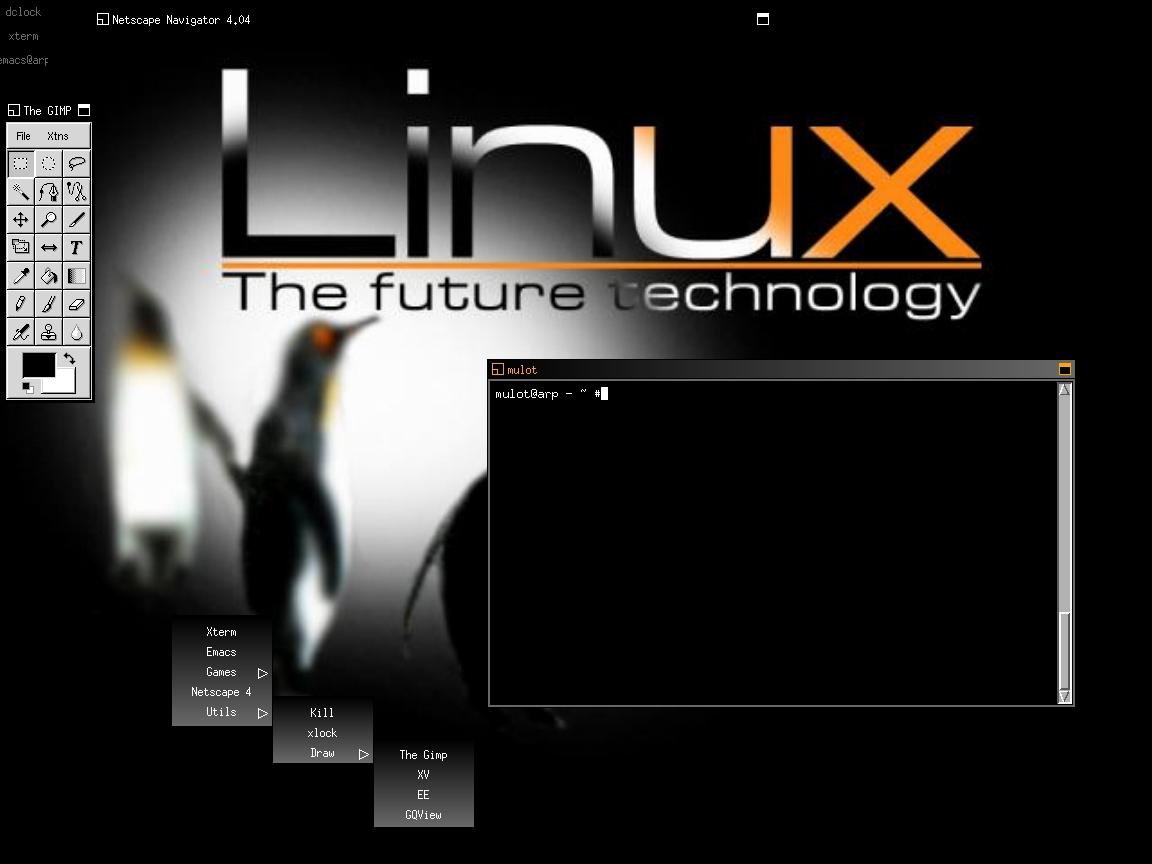 dclock
xterm
emacs@arp
Netscape Navigator 4.04
The GIMP
File Xtns
T
Linux
The future technology
mulot
mulot@arp - ~ #
Xterm
Emacs
Games
Netscape 4
Utils
Kill
xlock
Draw
The Gimp
XV
EE
GQView